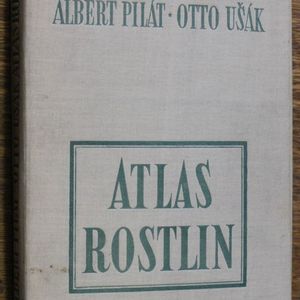 ALBERT PILÁT · OTTO UŠÁK
ATLAS
ROSTLIN